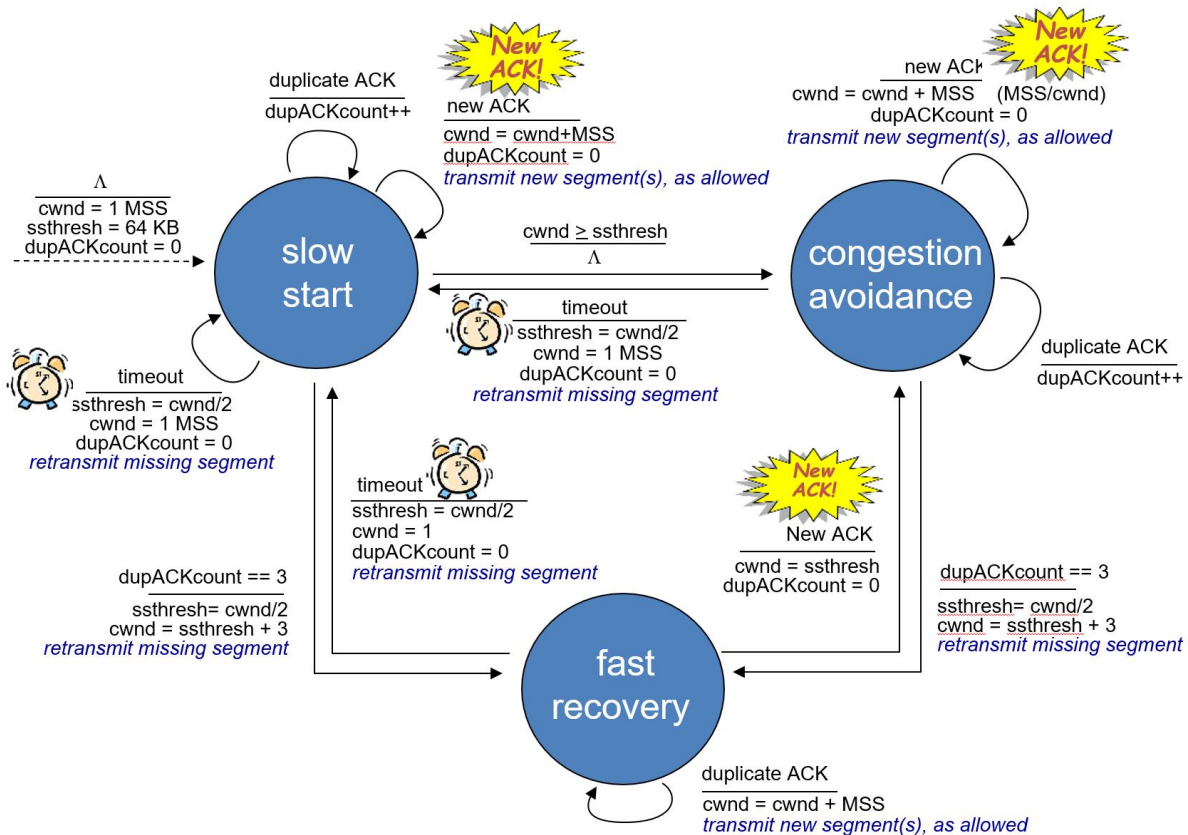 New
ACK!
duplicate ACK
dupACKcount++
new ACK
cwnd = cwnd+MSS
dupACKcount = 0
transmit new segment(s), as allowed
New
ACK!
new ACK
cwnd = cwnd + MSS (MSS/cwnd)
dupACKcount = 0
transmit new segment(s), as allowed
Λ
cwnd = 1 MSS
ssthresh = 64 KB
dupACKcount = 0
slow
start
cwnd ≥ ssthresh
Λ
timeout
ssthresh = cwnd/2
cwnd = 1 MSS
dupACKcount = 0
retransmit missing segment
congestion
avoidance
duplicate ACK
dupACKcount++
timeout
ssthresh = cwnd/2
cwnd = 1 MSS
dupACKcount = 0
retransmit missing segment
timeout
ssthresh = cwnd/2
cwnd = 1
dupACKcount = 0
retransmit missing segment
New
ACK!
New ACK
cwnd = ssthresh
dupACKcount = 0
dupACKcount == 3
ssthresh= cwnd/2
cwnd = ssthresh + 3
retransmit missing segment
dupACKcount == 3
ssthresh= cwnd/2
cwnd = ssthresh + 3
retransmit missing segment
fast
recovery
duplicate ACK
cwnd = cwnd + MSS
transmit new segment(s), as allowed